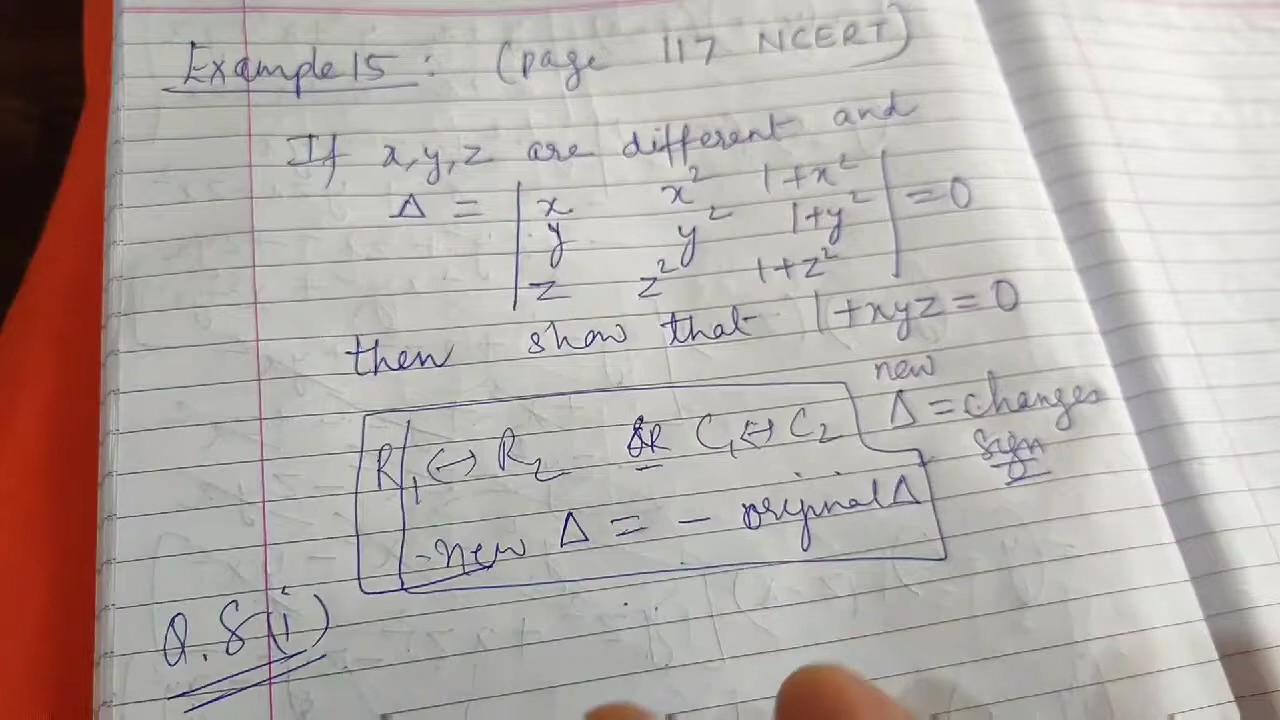 Example 15 : (page 117 NCERT)
If x, y, z are different and
Δ = | x x² 1+x² | = 0
y y² 1+y²
z z² 1+z²
then show that 1+xyz = 0
R₁ ↔ R₂ OR C₁ ↔ C₂
new
Δ = changes
sign
new Δ = - original Δ
Q.8(i)